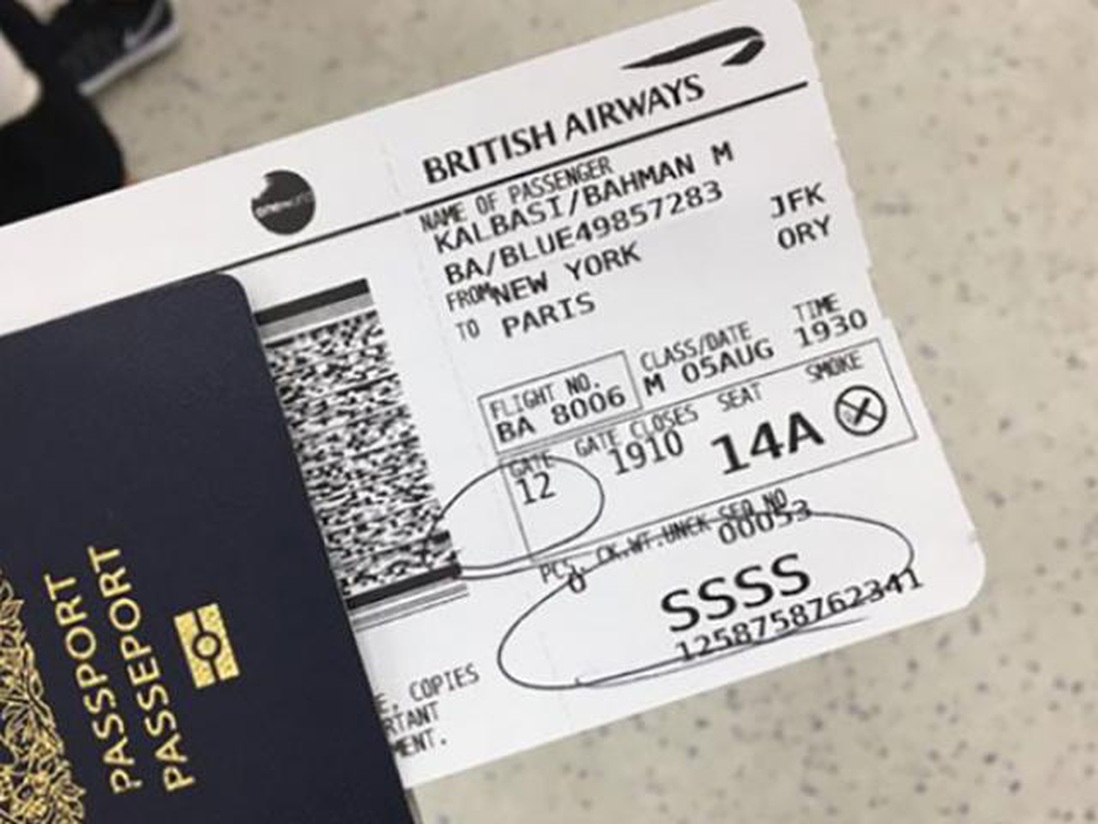 BRITISH AIRWAYS
NAME OF PASSENGER
KALBASI/BAHMAN M
BA/BLUE49857283
FROM NEW YORK JFK
TO PARIS ORY
FLIGHT NO. CLASS/DATE TIME
BA 8006 M 05AUG 1930
GATE GATE CLOSES SEAT SMOKE
12 1910 14A
PCS. CK.WT.UNCK SEQ NO
0 00053
SSSS
1258758762341
COPIES
PASSPORT
PASSEPORT